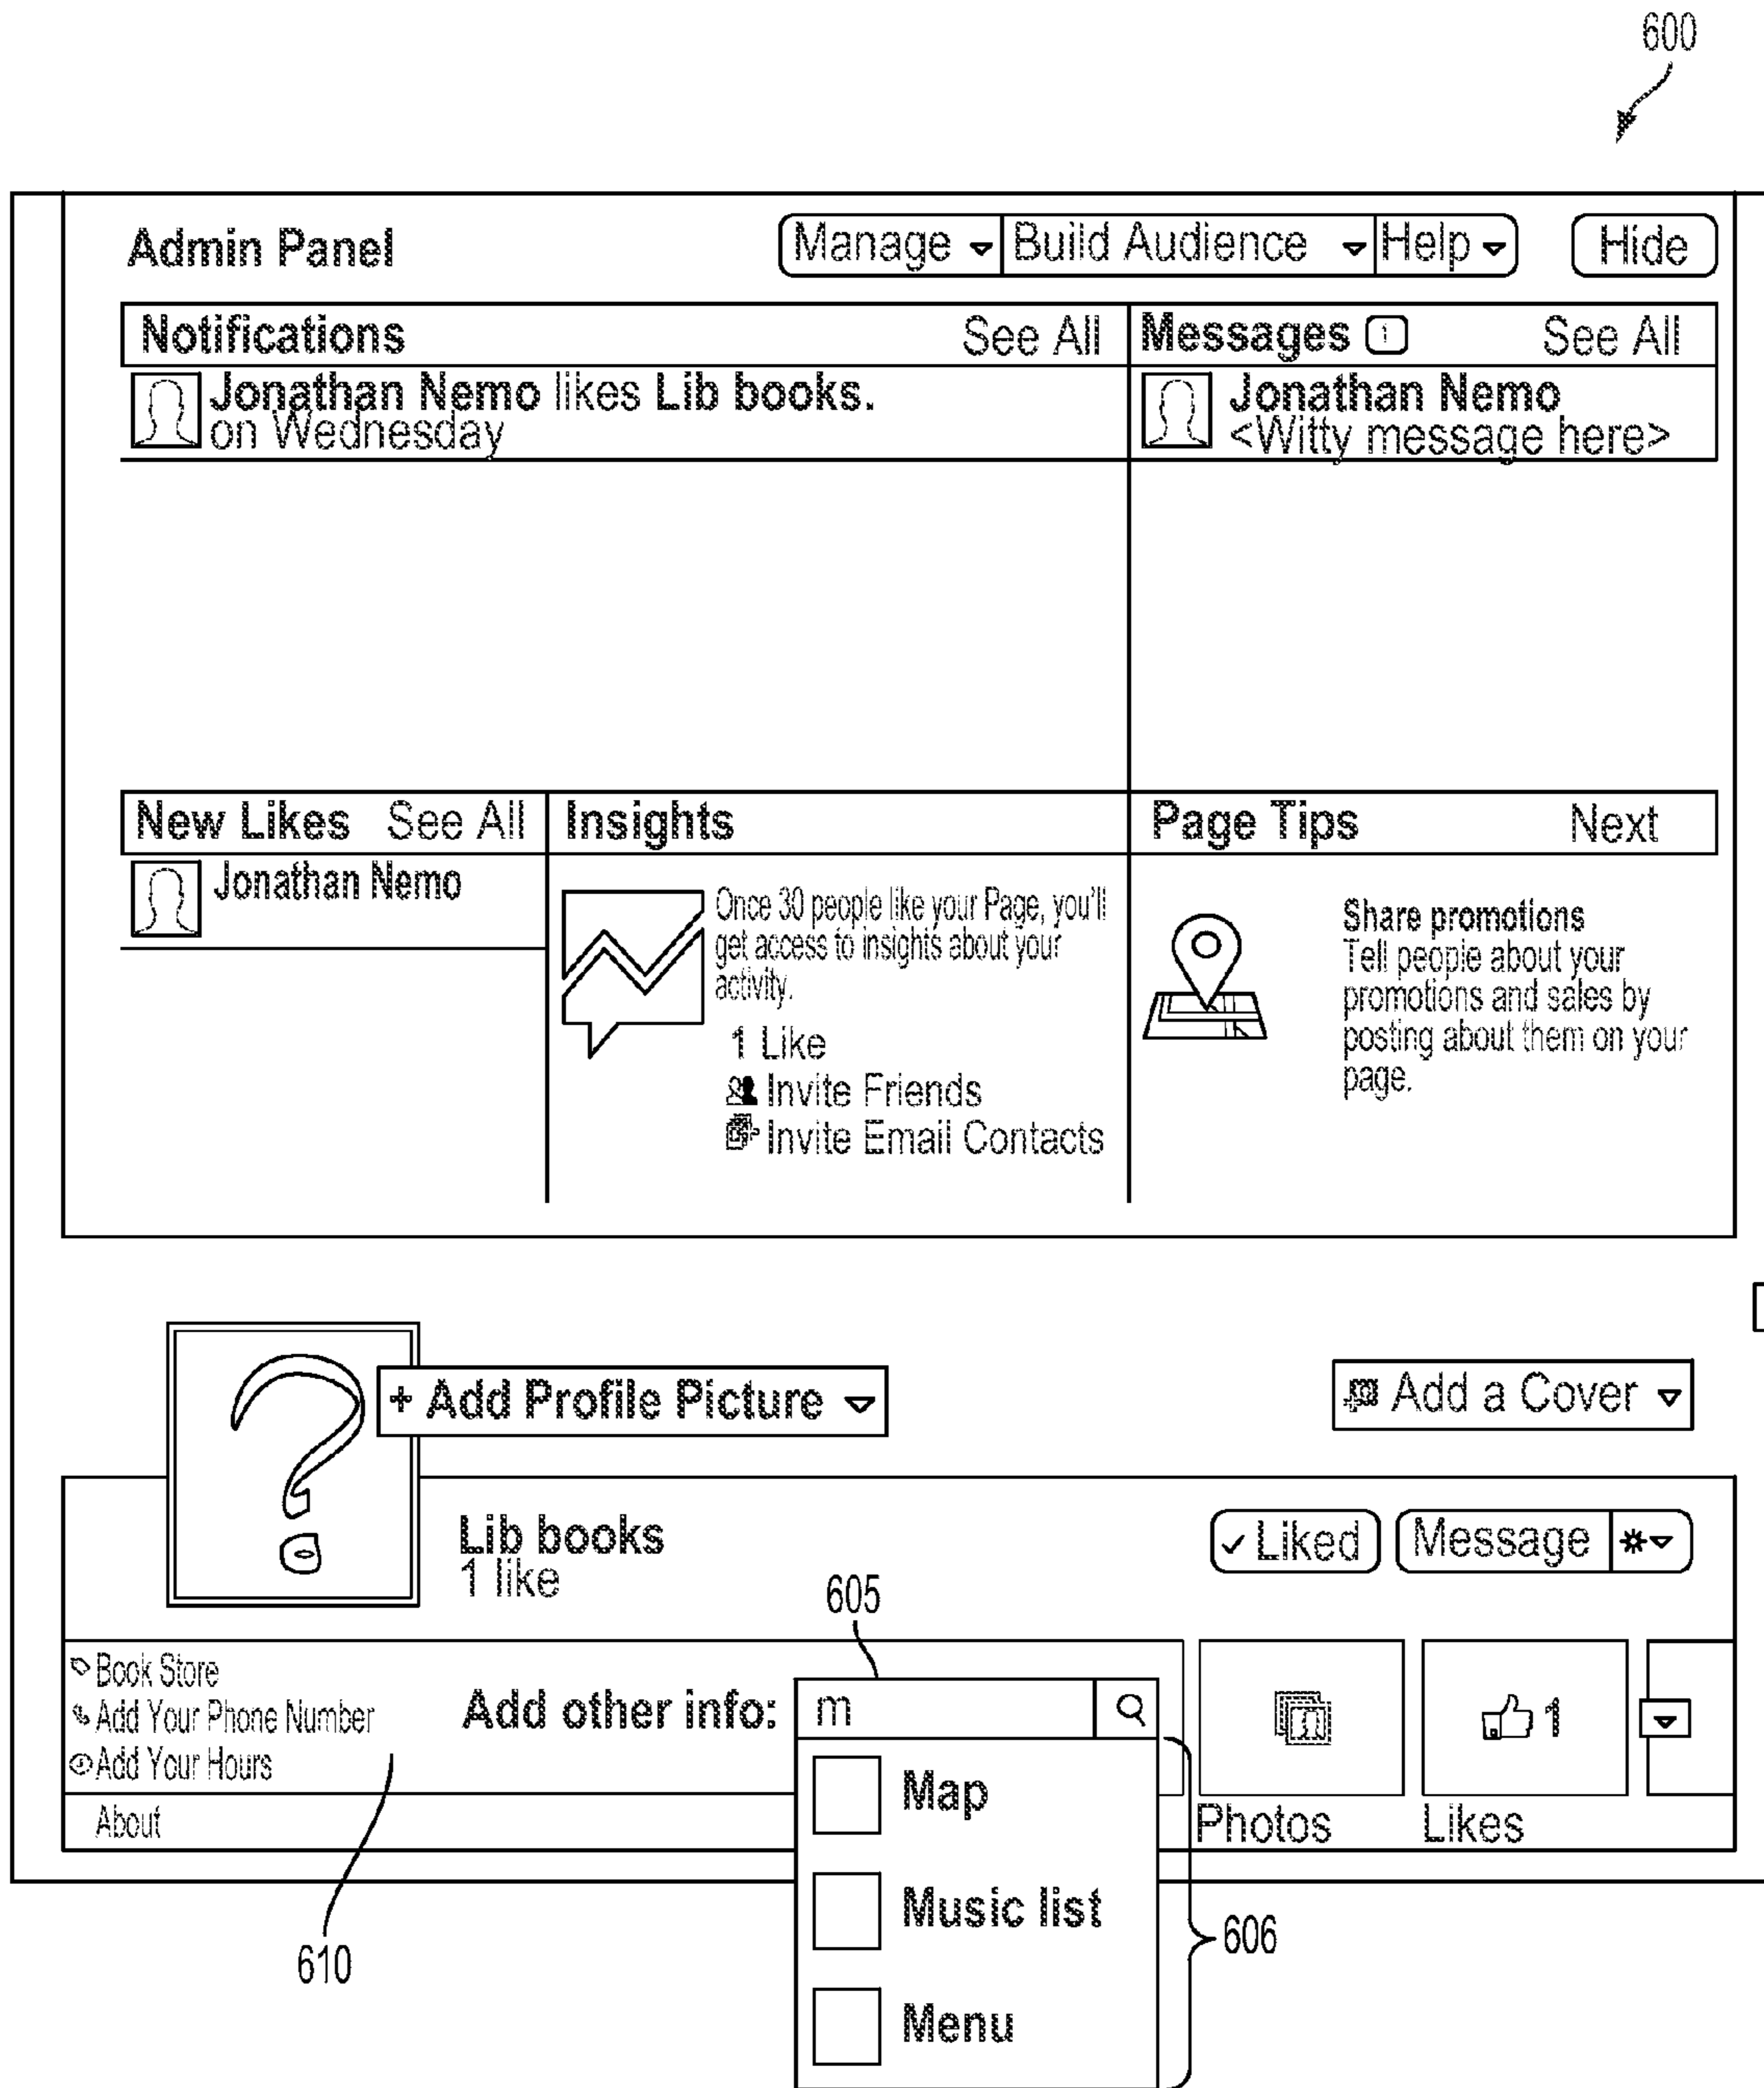 600
Admin Panel
Manage Build Audience Help Hide
Notifications See All
Messages 1 See All
Jonathan Nemo likes Lib books.
on Wednesday
Jonathan Nemo
<Witty message here>
New Likes See All
Jonathan Nemo
Insights
Once 30 people like your Page, you'll
get access to insights about your
activity.
1 Like
Invite Friends
Invite Email Contacts
Page Tips Next
Share promotions
Tell people about your
promotions and sales by
posting about them on your
page.
+ Add Profile Picture
Add a Cover
Lib books
1 like
✓ Liked Message
605
Book Store
Add Your Phone Number
Add Your Hours
About
Add other info: m
Map
Music list
Menu
1
Photos
Likes
606
610